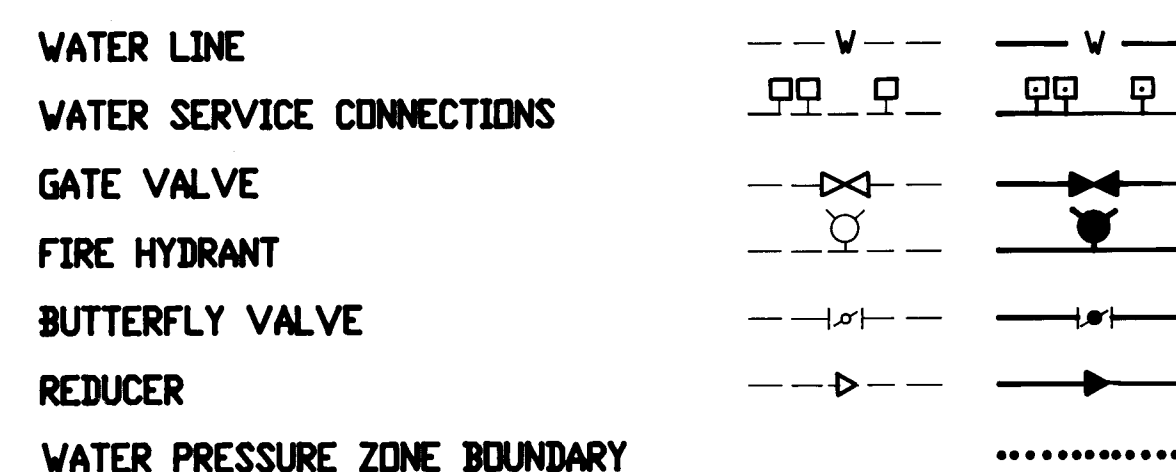 WATER LINE W W
WATER SERVICE CONNECTIONS
GATE VALVE
FIRE HYDRANT
BUTTERFLY VALVE
REDUCER
WATER PRESSURE ZONE BOUNDARY